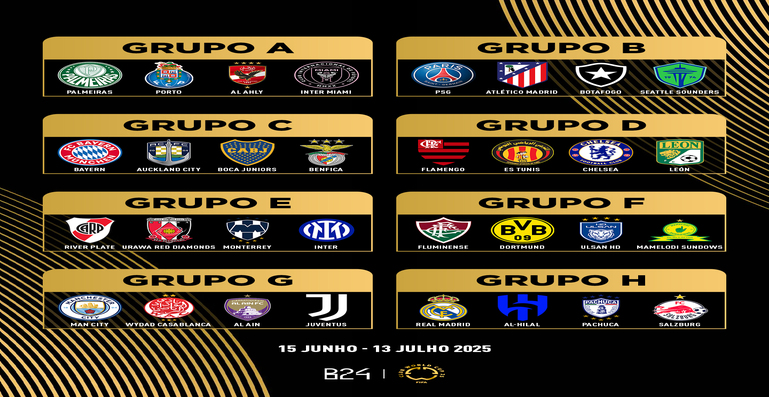 GRUPO A
PALMEIRAS PORTO AL AHLY INTER MIAMI
GRUPO B
PSG ATLÉTICO MADRID BOTAFOGO SEATTLE SOUNDERS
GRUPO C
BAYERN AUCKLAND CITY BOCA JUNIORS BENFICA
GRUPO D
FLAMENGO ES TUNIS CHELSEA LEÓN
GRUPO E
RIVER PLATE URAWA RED DIAMONDS MONTERREY INTER
GRUPO F
FLUMINENSE DORTMUND ULSAN HD MAMELODI SUNDOWS
GRUPO G
MAN CITY WYDAD CASABLANCA AL AIN JUVENTUS
GRUPO H
REAL MADRID AL-HILAL PACHUCA SALZBURG
15 JUNHO - 13 JULHO 2025
B24